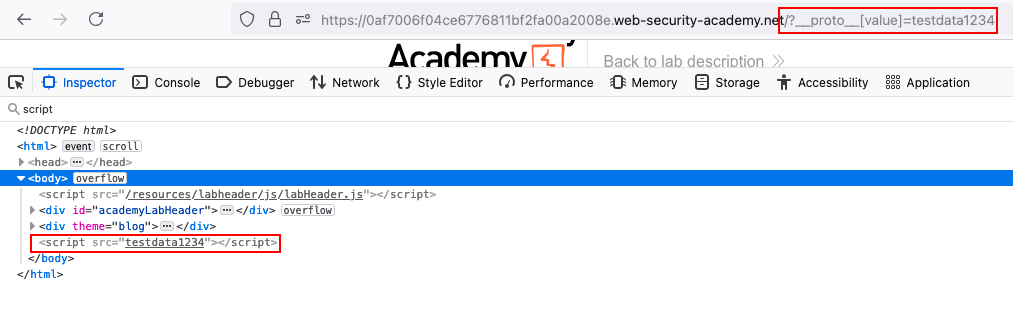 https://0af7006f04ce6776811bf2fa00a2008e.web-security-academy.net/?__proto__[value]=testdata1234
Academy
Back to lab description
Inspector Console Debugger Network Style Editor Performance Memory Storage Accessibility Application
script
<!DOCTYPE html>
<html> event scroll
<head> ••• </head>
<body> overflow
<script src="/resources/labheader/js/labHeader.js"></script>
<div id="academyLabHeader"> ••• </div> overflow
<div theme="blog"> ••• </div>
<script src="testdata1234"></script>
</body>
</html>